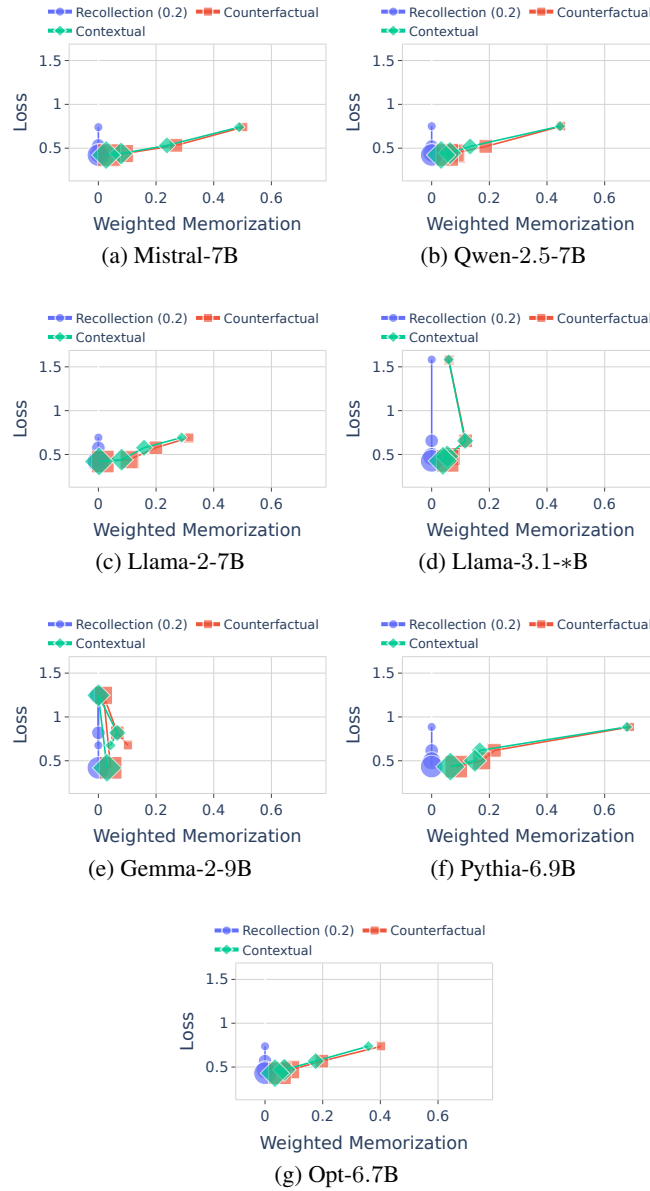 Recollection (0.2) Counterfactual Recollection (0.2) Counterfactual
Contextual Contextual
1.5 1.5
1 1
0.5 0.5
Loss Loss
0 0.2 0.4 0.6 0 0.2 0.4 0.6
Weighted Memorization Weighted Memorization
(a) Mistral-7B (b) Qwen-2.5-7B
Recollection (0.2) Counterfactual Recollection (0.2) Counterfactual
Contextual Contextual
1.5 1.5
1 1
0.5 0.5
Loss Loss
0 0.2 0.4 0.6 0 0.2 0.4 0.6
Weighted Memorization Weighted Memorization
(c) Llama-2-7B (d) Llama-3.1-∗B
Recollection (0.2) Counterfactual Recollection (0.2) Counterfactual
Contextual Contextual
1.5 1.5
1 1
0.5 0.5
Loss Loss
0 0.2 0.4 0.6 0 0.2 0.4 0.6
Weighted Memorization Weighted Memorization
(e) Gemma-2-9B (f) Pythia-6.9B
Recollection (0.2) Counterfactual
Contextual
1.5
1
0.5
Loss
0 0.2 0.4 0.6
Weighted Memorization
(g) Opt-6.7B